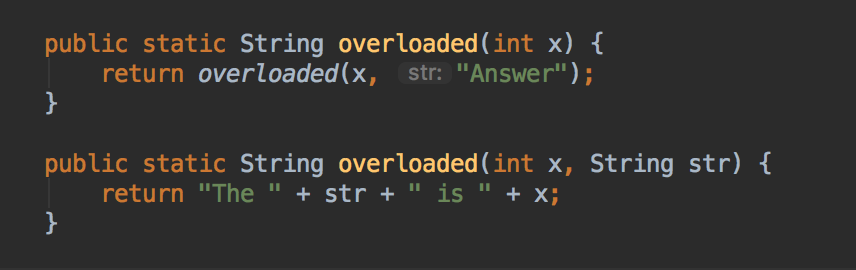 public static String overloaded(int x) {
    return overloaded(x, str: "Answer");
}
public static String overloaded(int x, String str) {
    return "The " + str + " is " + x;
}